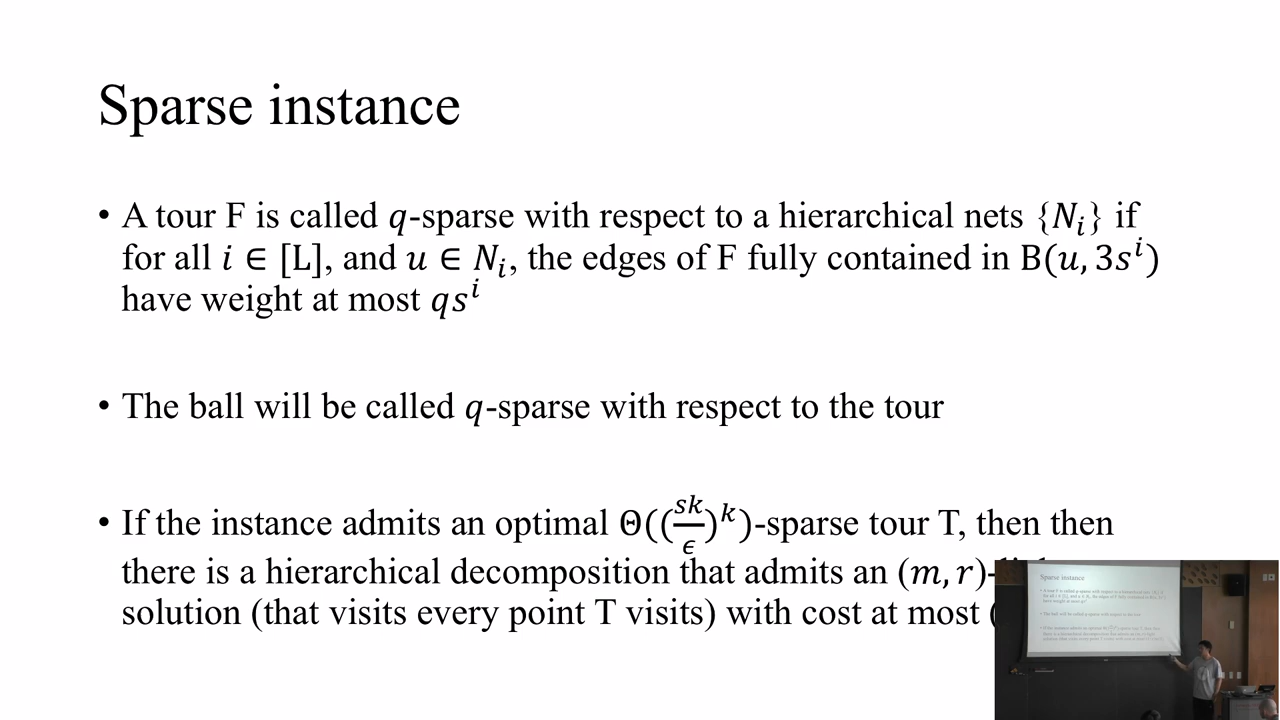 Sparse instance
• A tour F is called q-sparse with respect to a hierarchical nets {N_i} if
for all i ∈ [L], and u ∈ N_i, the edges of F fully contained in B(u, 3s^i)
have weight at most qs^i
• The ball will be called q-sparse with respect to the tour
• If the instance admits an optimal Θ((sk/ϵ)^k)-sparse tour T, then then
there is a hierarchical decomposition that admits an (m, r)-
solution (that visits every point T visits) with cost at most (
Sparse instance